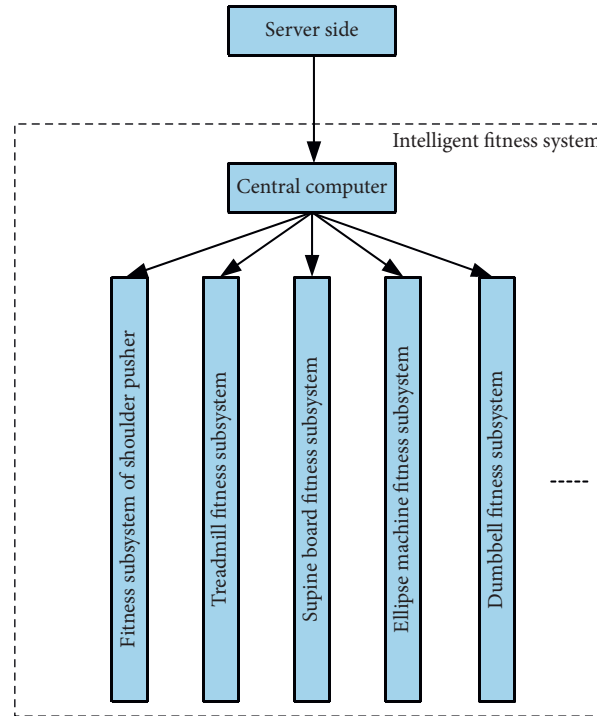 Server side
Intelligent fitness system
Central computer
Fitness subsystem of shoulder pusher
Treadmill fitness subsystem
Supine board fitness subsystem
Ellipse machine fitness subsystem
Dumbbell fitness subsystem